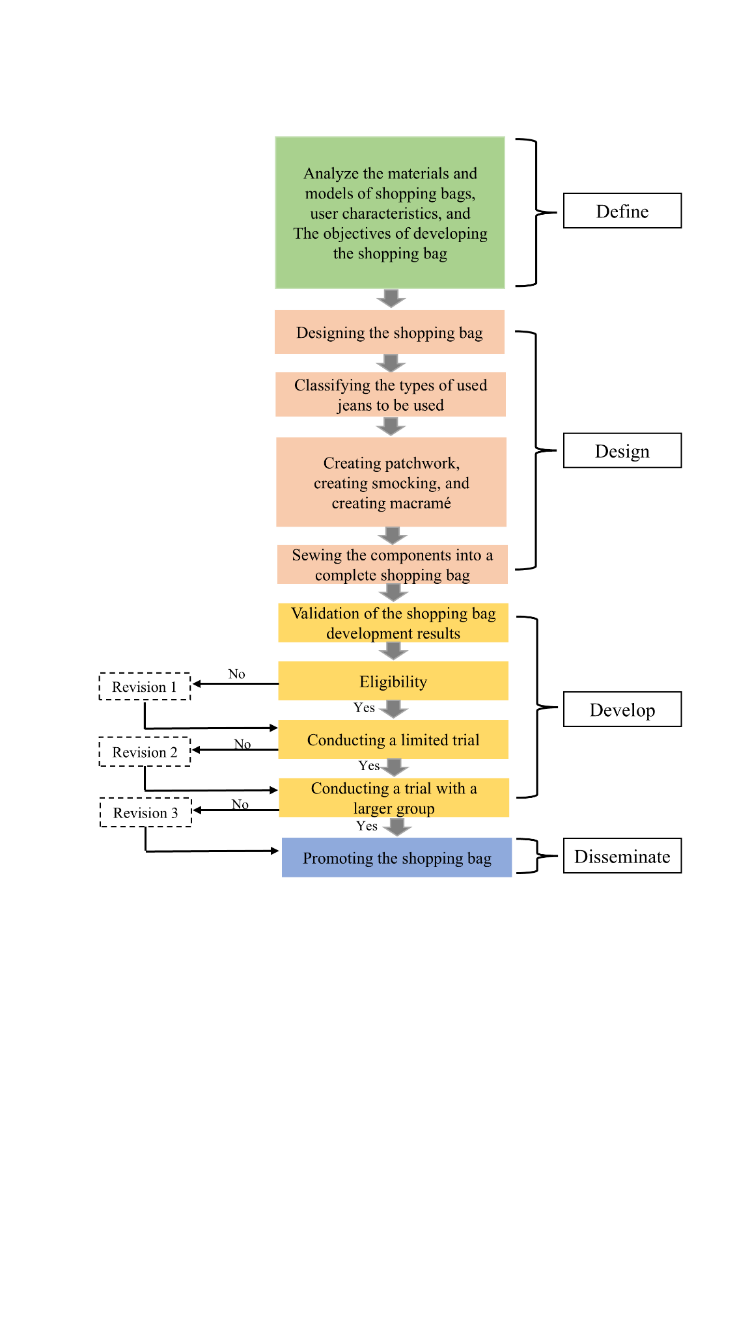 Analyze the materials and
models of shopping bags,
user characteristics, and
The objectives of developing
the shopping bag
Define
Designing the shopping bag
Classifying the types of used
jeans to be used
Design
Creating patchwork,
creating smocking, and
creating macramé
Sewing the components into a
complete shopping bag
Validation of the shopping bag
development results
No
Revision 1
Eligibility
Yes
Develop
Conducting a limited trial
No
Revision 2
Yes
Conducting a trial with a
larger group
No
Revision 3
Yes
Promoting the shopping bag
Disseminate